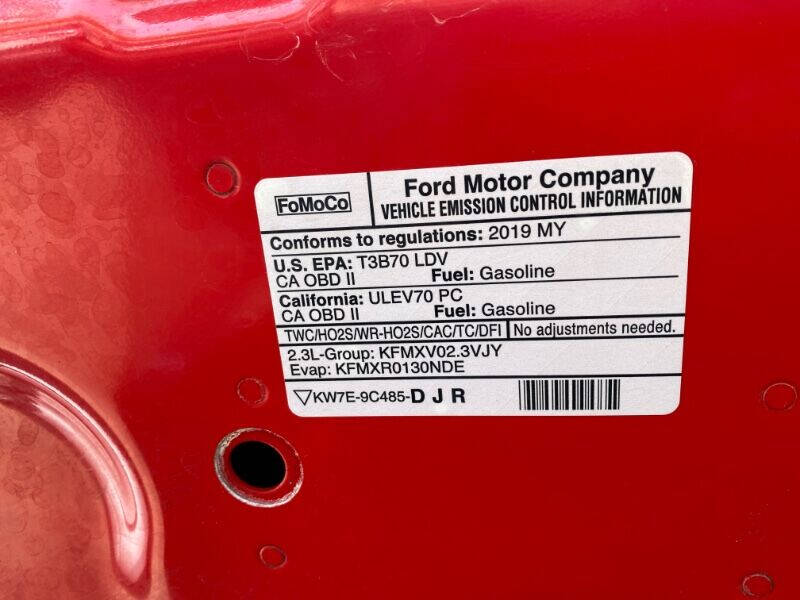 FoMoCo
Ford Motor Company
VEHICLE EMISSION CONTROL INFORMATION
Conforms to regulations: 2019 MY
U.S. EPA: T3B70 LDV
CA OBD II Fuel: Gasoline
California: ULEV70 PC
CA OBD II Fuel: Gasoline
TWC/HO2S/WR-HO2S/CAC/TC/DFI No adjustments needed.
2.3L-Group: KFMXV02.3VJY
Evap: KFMXR0130NDE
KW7E-9C485-D J R